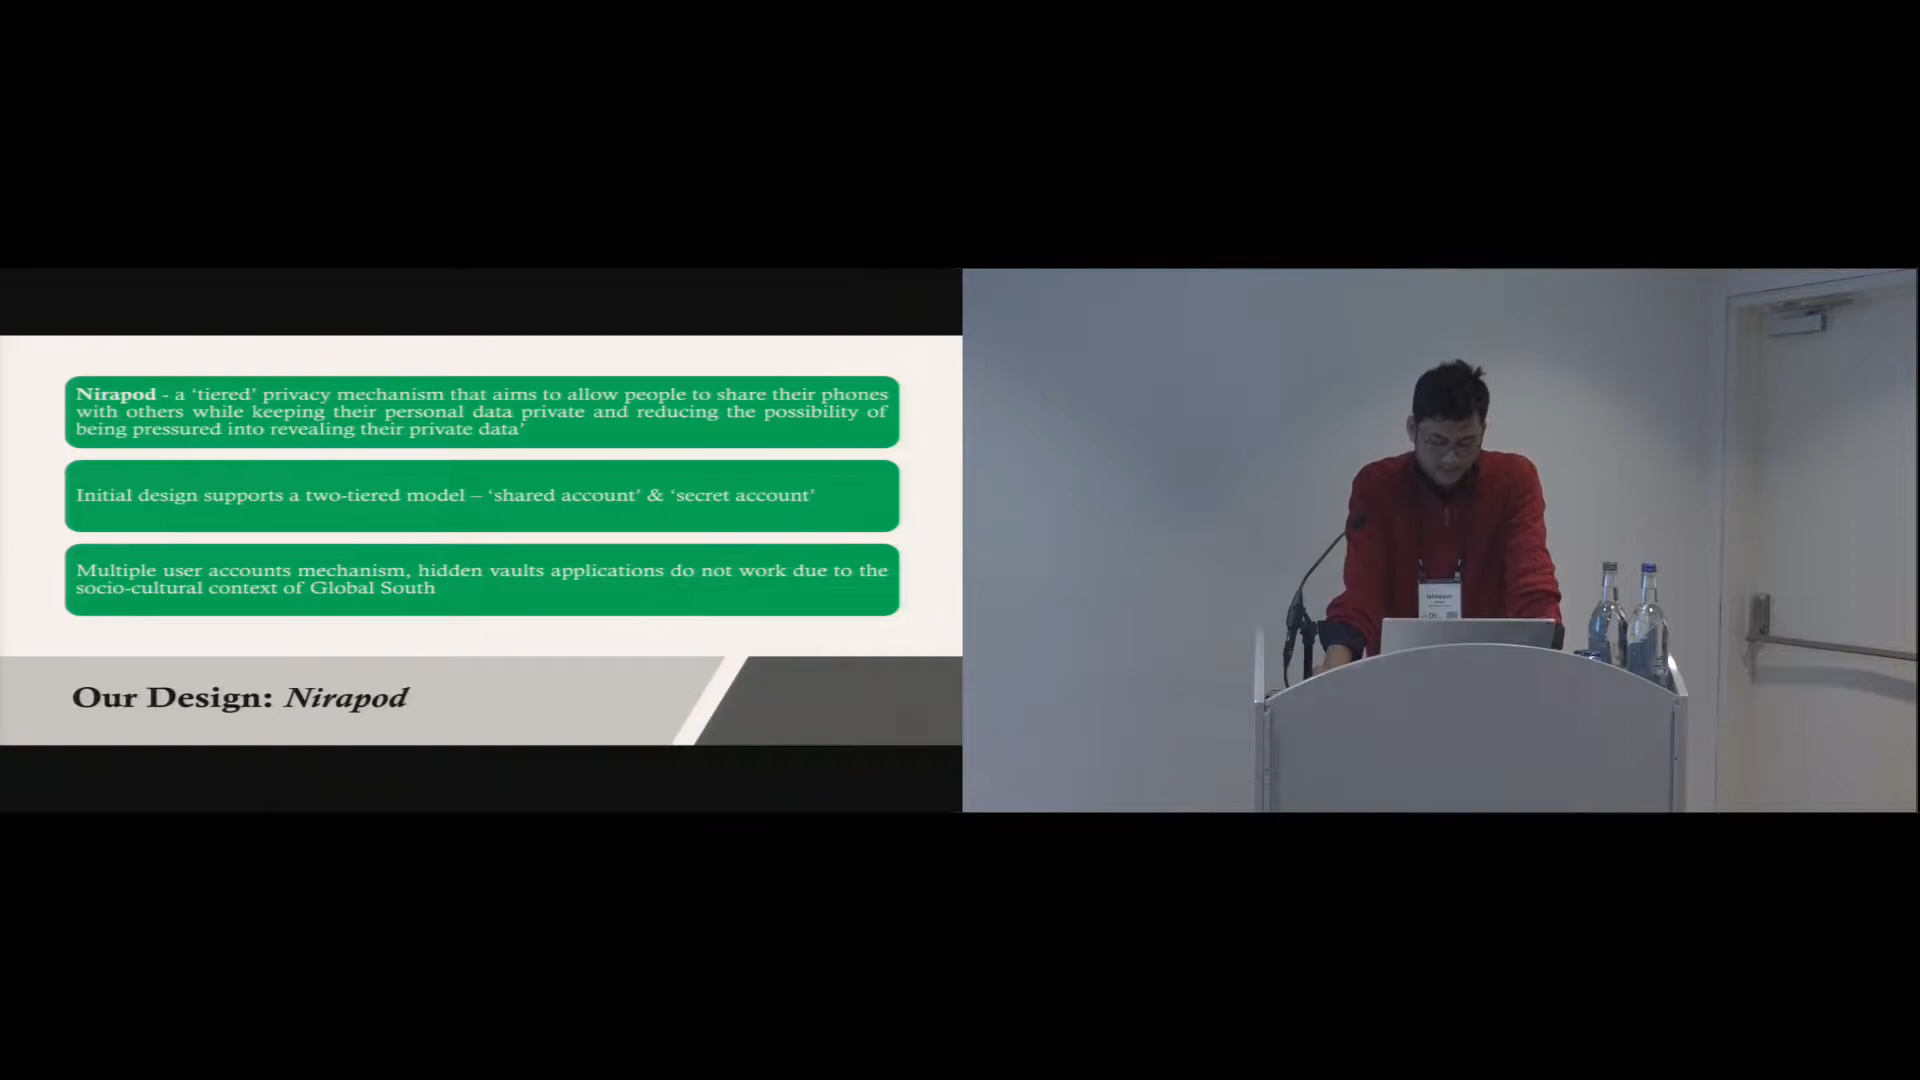 Nirapod - a ‘tiered’ privacy mechanism that aims to allow people to share their phones
with others while keeping their personal data private and reducing the possibility of
being pressured into revealing their private data’
Initial design supports a two-tiered model – ‘shared account’ & ‘secret account’
Multiple user accounts mechanism, hidden vaults applications do not work due to the
socio-cultural context of Global South
Our Design: Nirapod